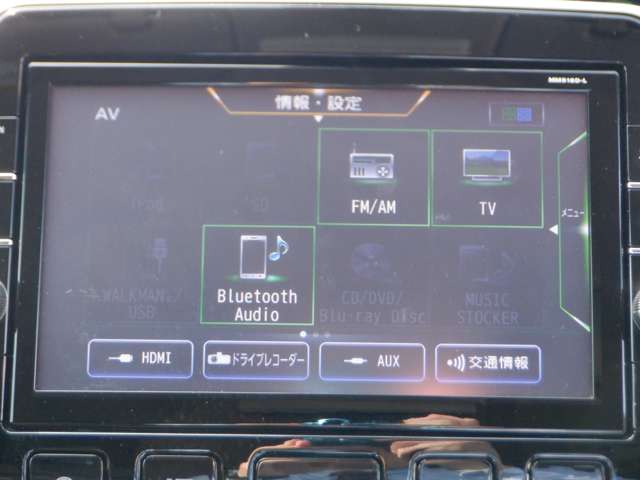 MM518D-L
情報・設定
AV
iPod
SD
FM/AM
TV
メニュー
WALKMAN./
USB
Bluetooth
Audio
CD/DVD/
Blu-ray Disc
MUSIC
STOCKER
HDMI
ドライブレコーダー
AUX
交通情報